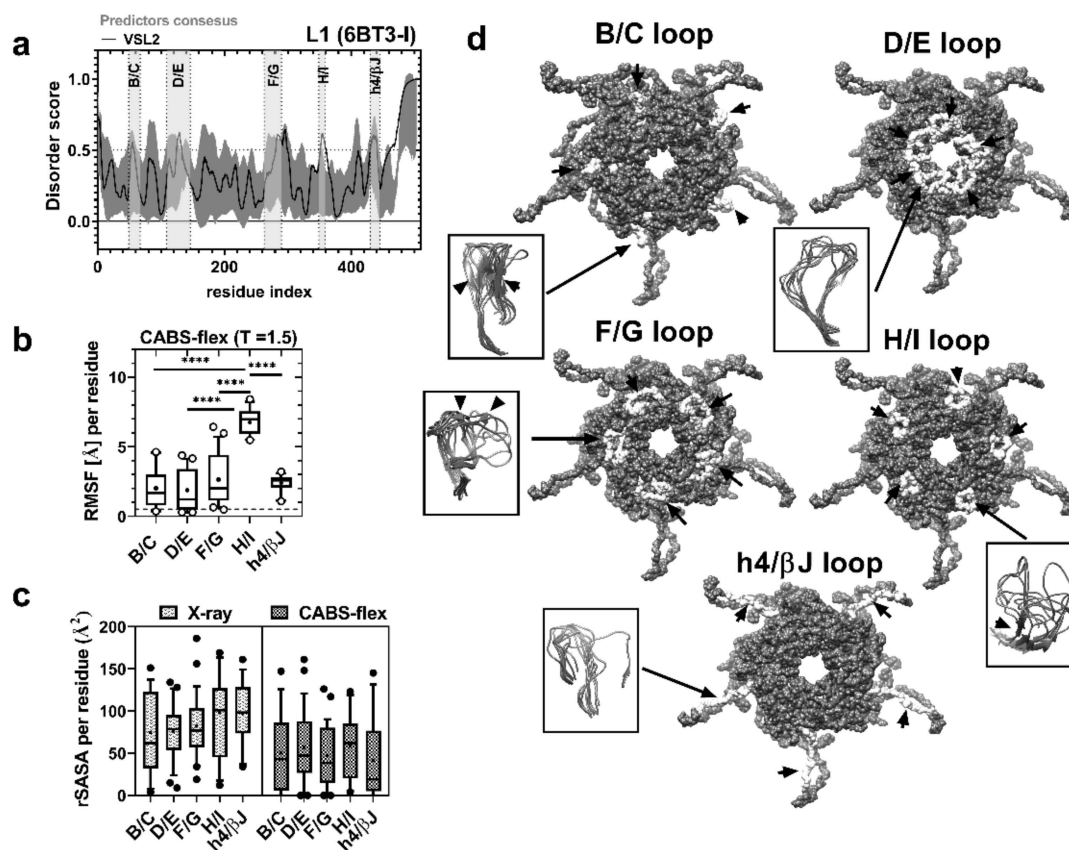 a
Predictors consesus
— VSL2
L1 (6BT3-I)
B/C
D/E
F/G
H/I
h4/βJ
Disorder score
1.0
0.5
0.0
0
200
400
residue index
b
CABS-flex (T =1.5)
****
****
****
****
RMSF [Å] per residue
10
5
0
B/C
D/E
F/G
H/I
h4/βJ
c
X-ray
CABS-flex
rSASA per residue (Å²)
200
150
100
50
0
B/C
D/E
F/G
H/I
h4/βJ
B/C
D/E
F/G
H/I
h4/βJ
d
B/C loop
D/E loop
F/G loop
H/I loop
h4/βJ loop